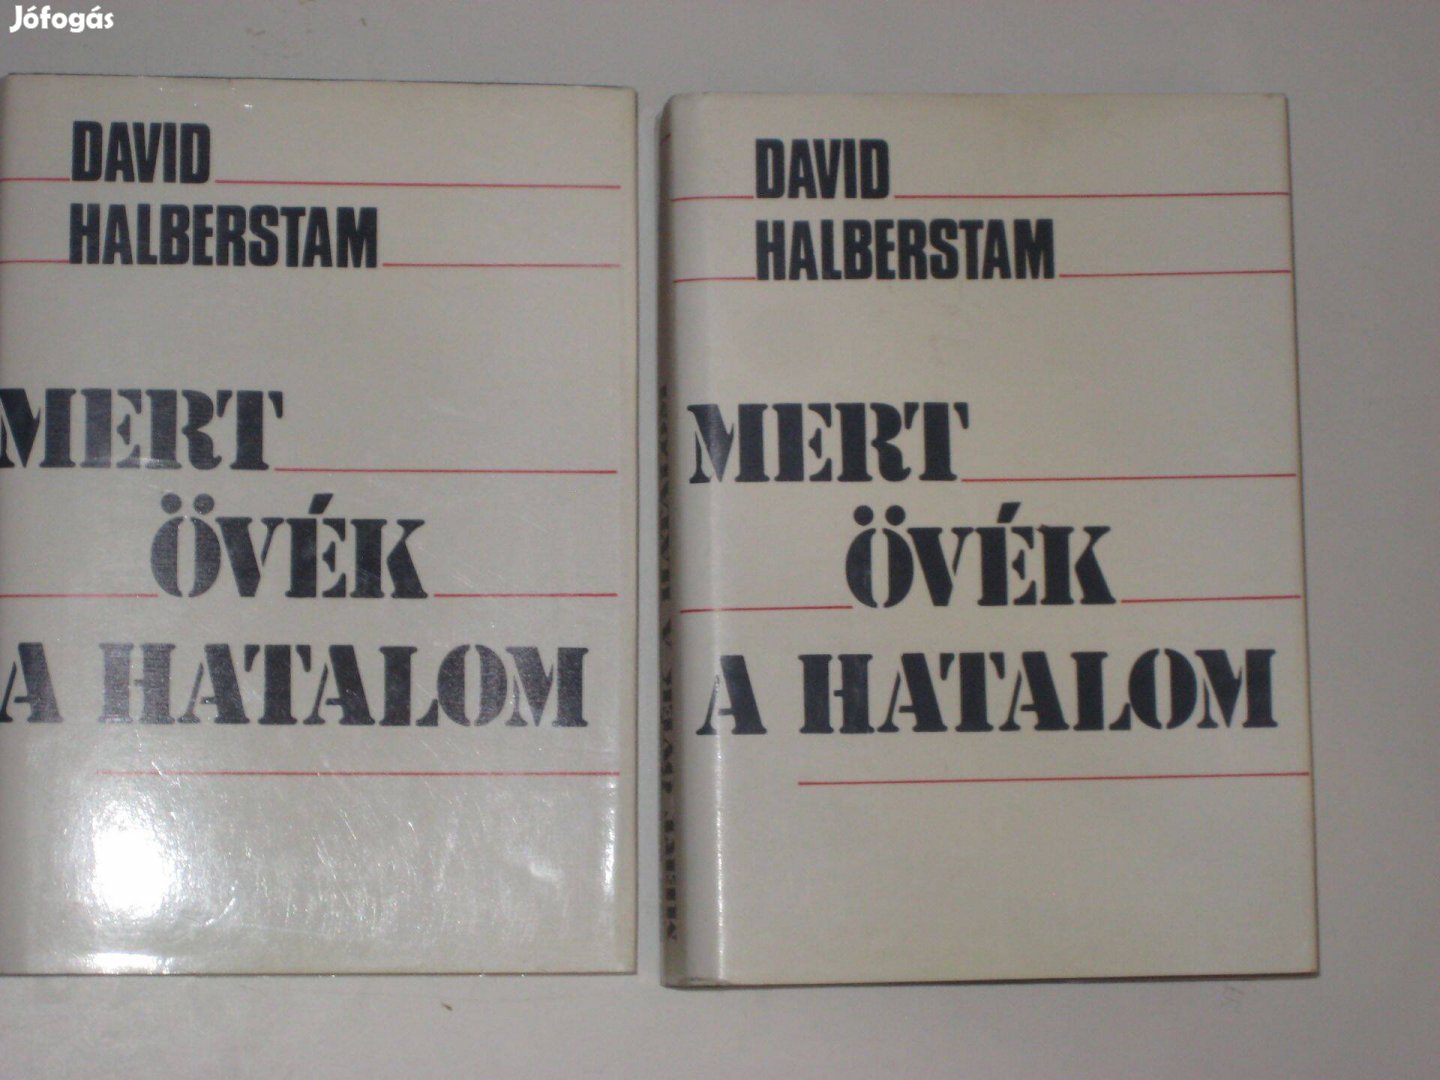 Jófogás
DAVID
HALBERSTAM
MERT
ÖVÉK
A HATALOM
DAVID
HALBERSTAM
MERT
ÖVÉK
A HATALOM
MERT ÖVÉK A HATALOM